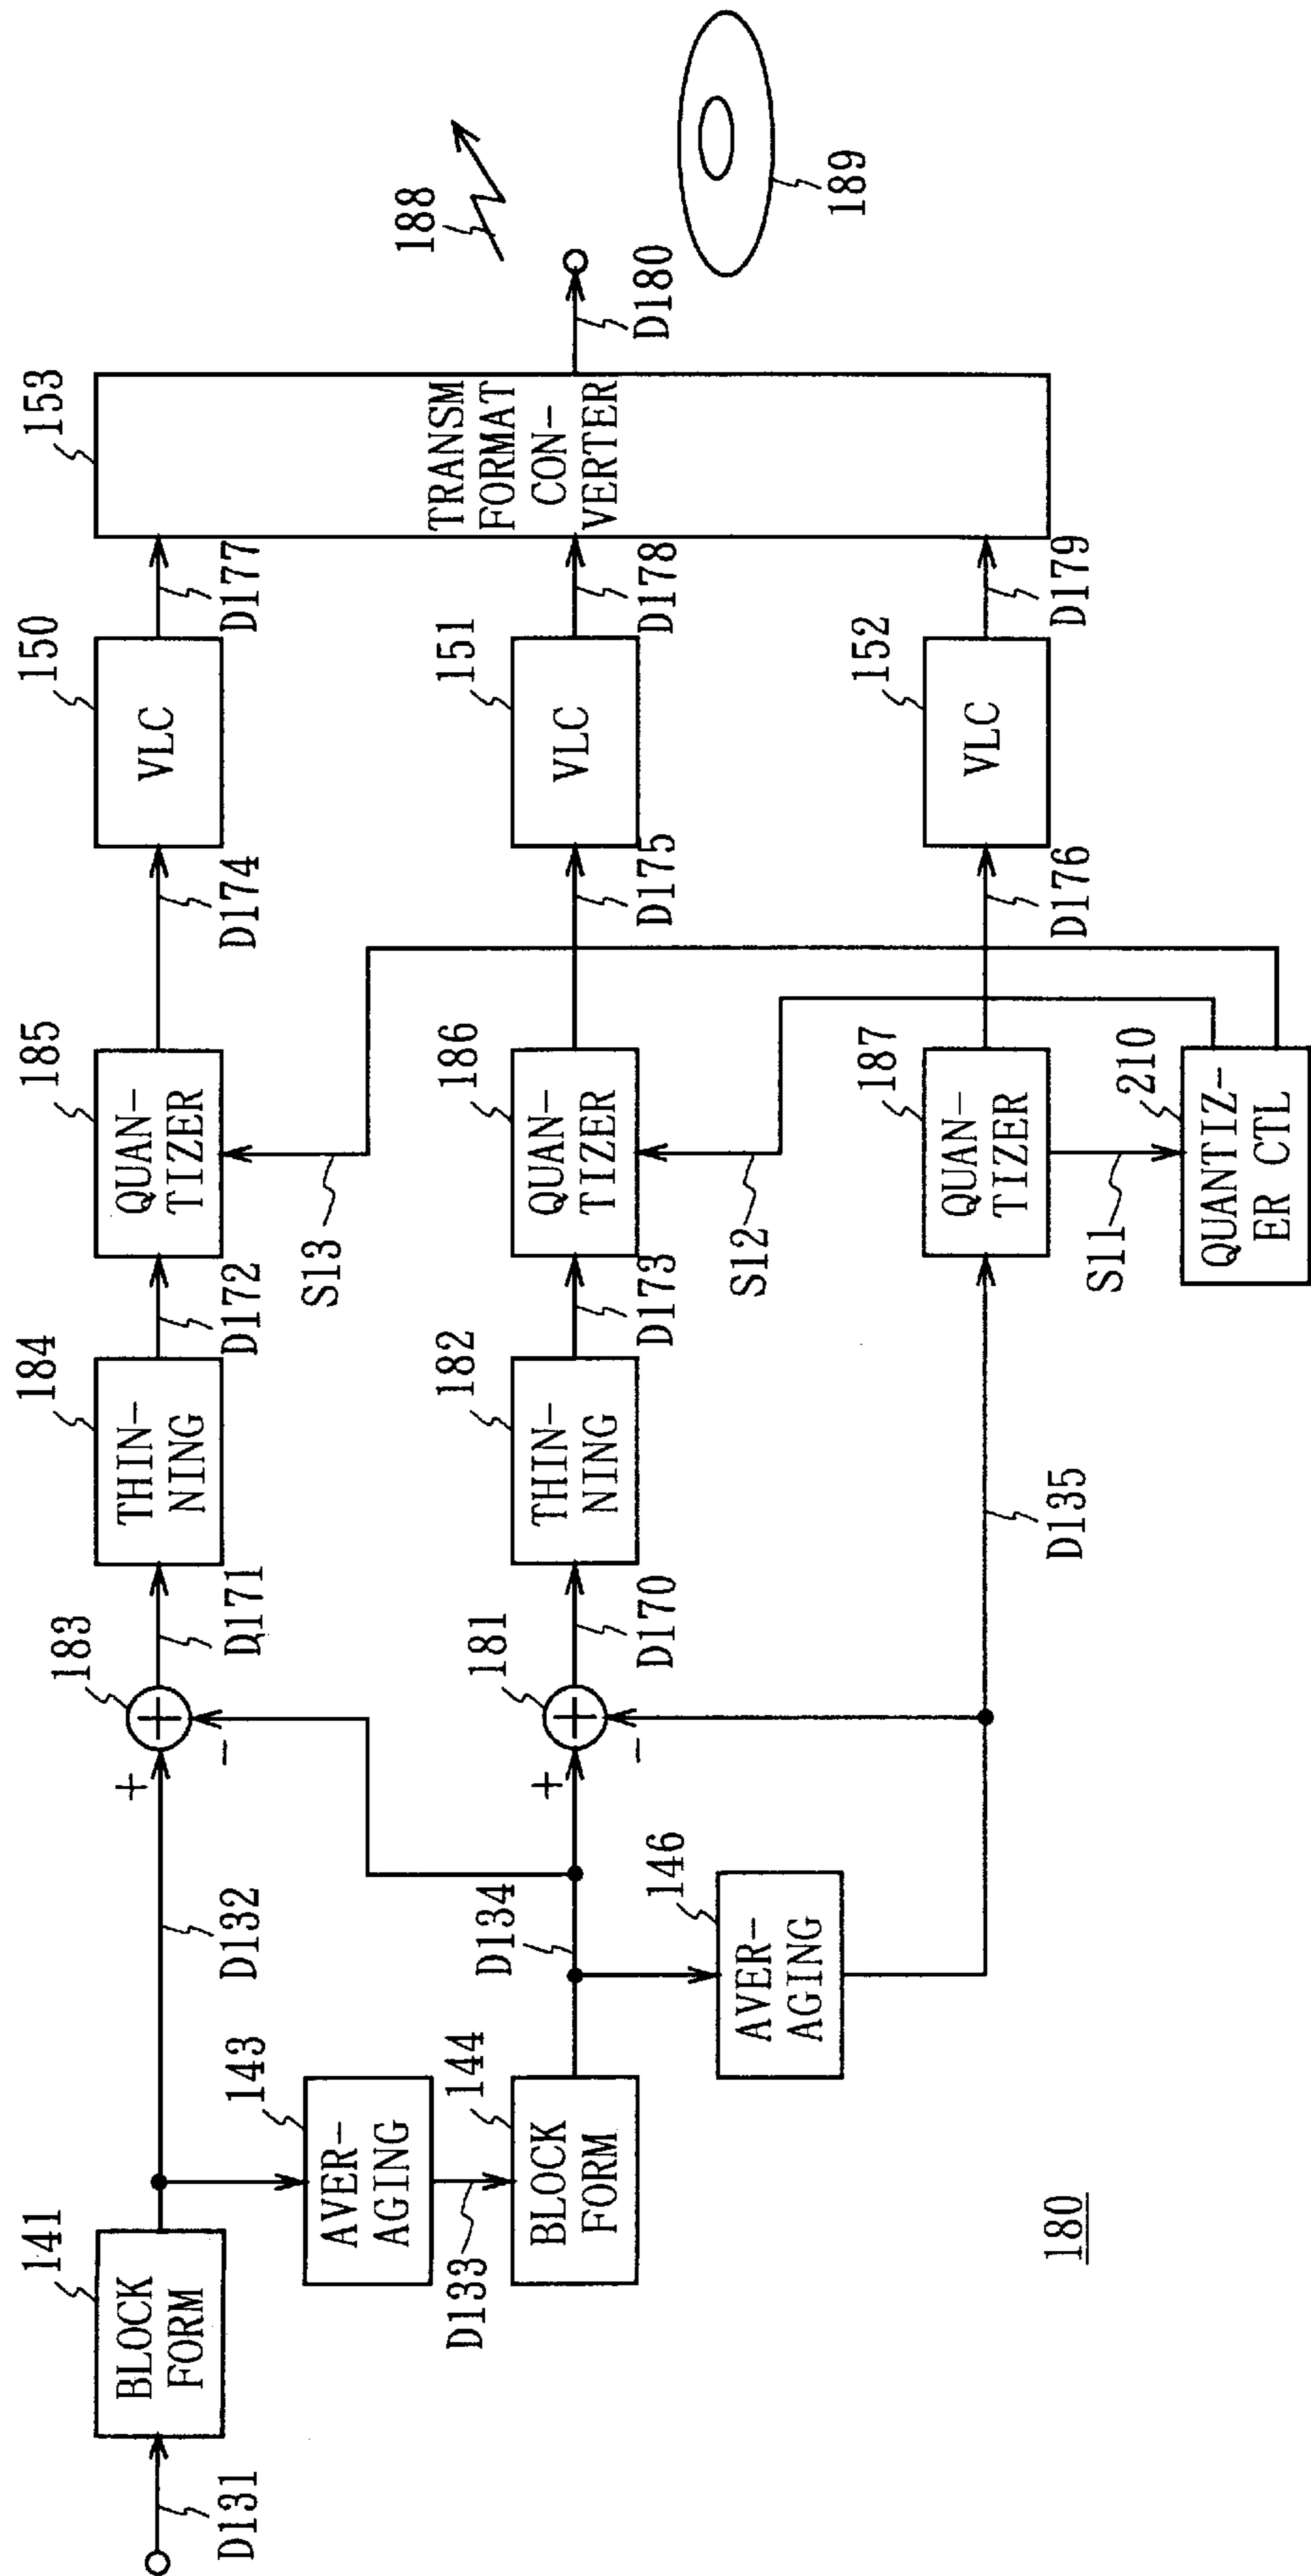 D131
141
BLOCK
FORM
D132
143
AVER-
AGING
D133
144
BLOCK
FORM
D134
146
AVER-
AGING
D135
+
-
183
D171
184
THIN-
NING
D172
185
QUAN-
TIZER
S13
D174
150
VLC
D177
+
-
181
D170
182
THIN-
NING
D173
186
QUAN-
TIZER
S12
D175
151
VLC
D178
187
QUAN-
TIZER
S11
210
QUANTIZ-
ER CTL
D176
152
VLC
D179
153
TRANSM
FORMAT
CON-
VERTER
D180
188
189
180